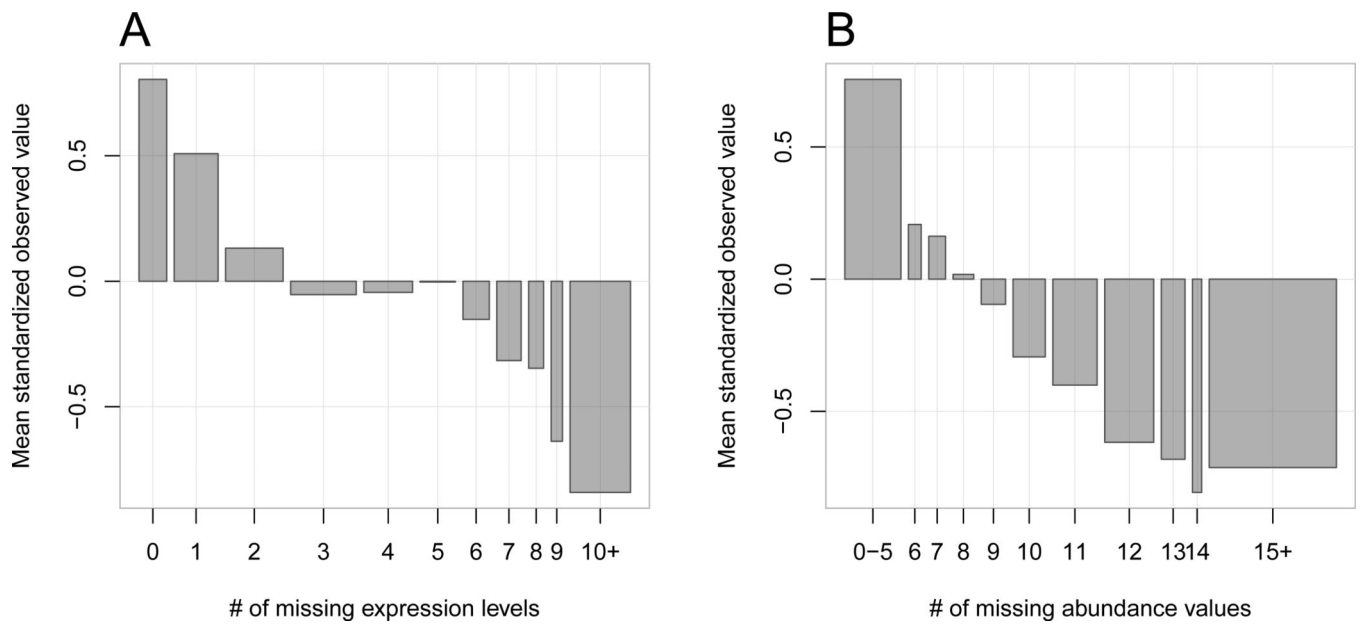 A
Mean standardized observed value
0.5
0.0
−0.5
0 1 2 3 4 5 6 7 8 9 10+
# of missing expression levels
B
Mean standardized observed value
0.5
0.0
−0.5
0−5 6 7 8 9 10 11 12 13 14 15+
# of missing abundance values